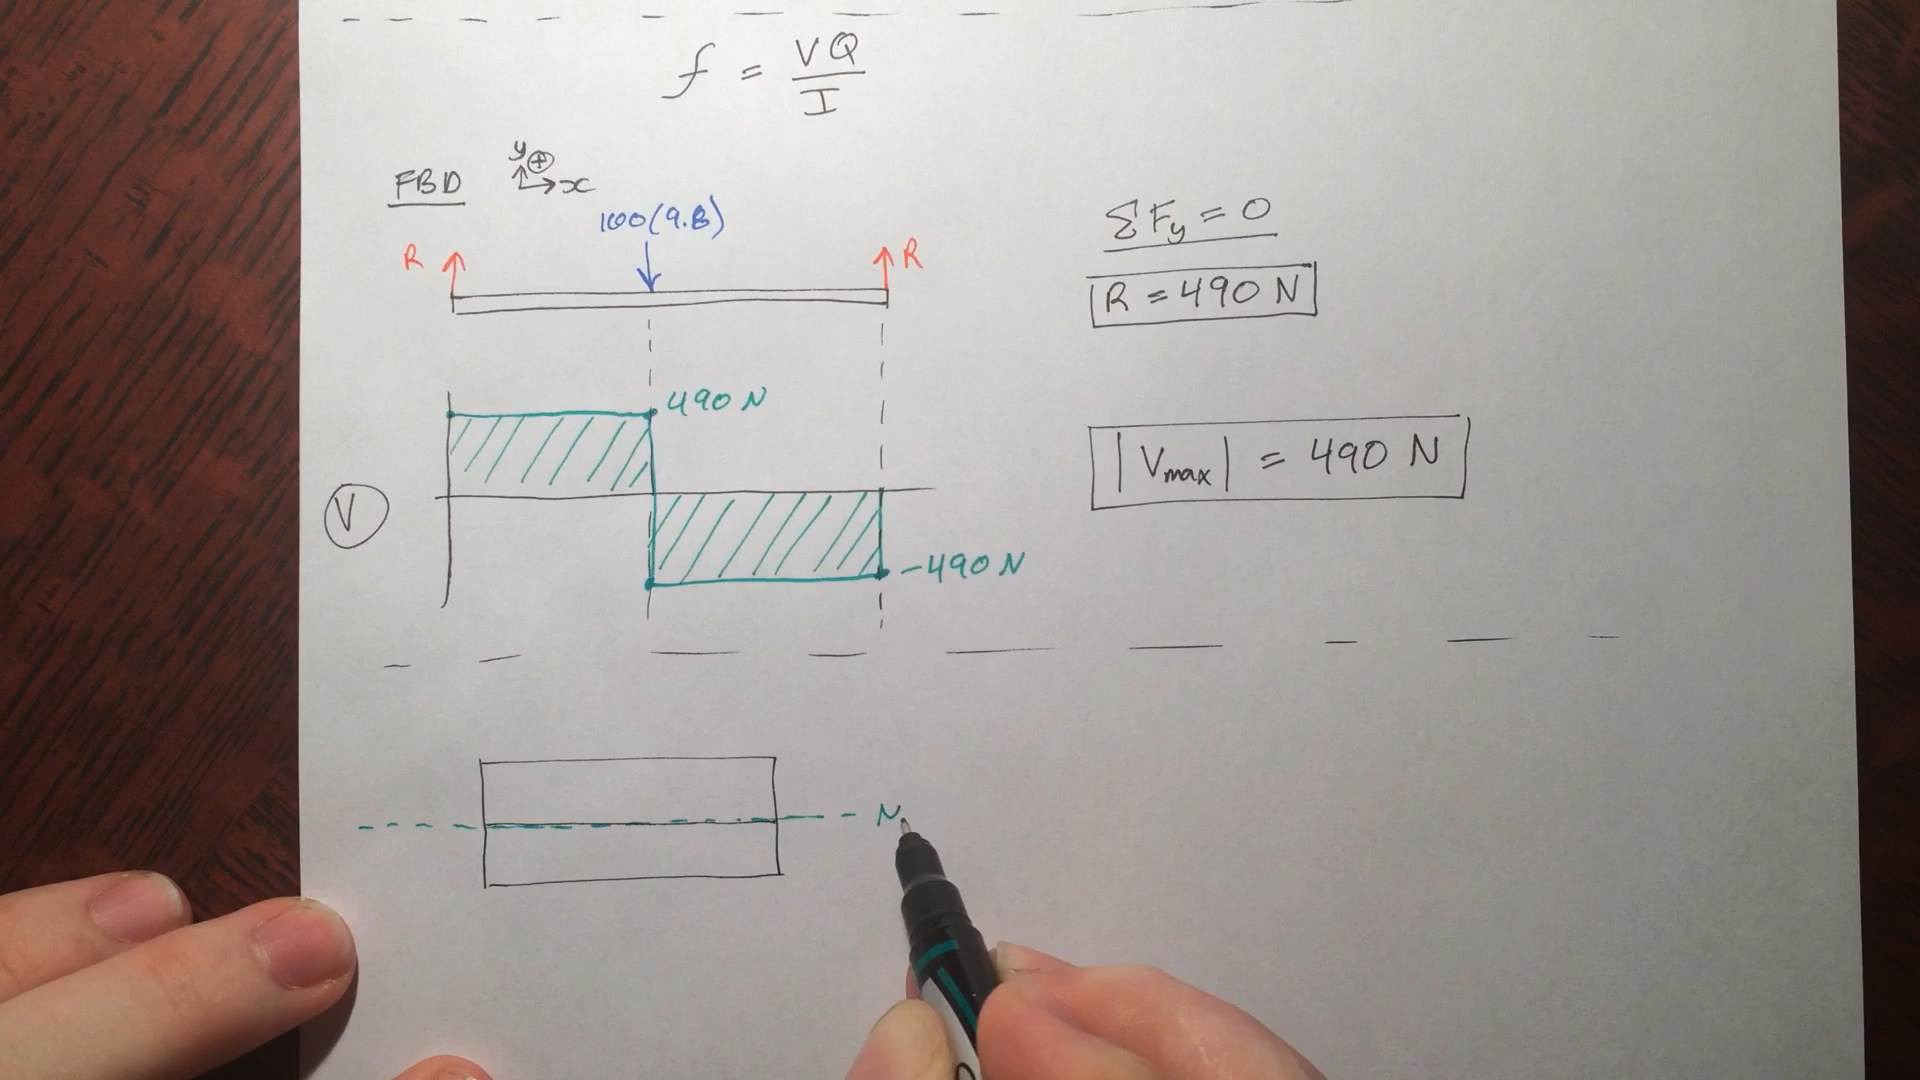 f = VQ/I
FBD
y ⊕
x
100(9.8)
R
R
ΣFy = 0
R = 490 N
490 N
|Vmax| = 490 N
V
-490 N
N.